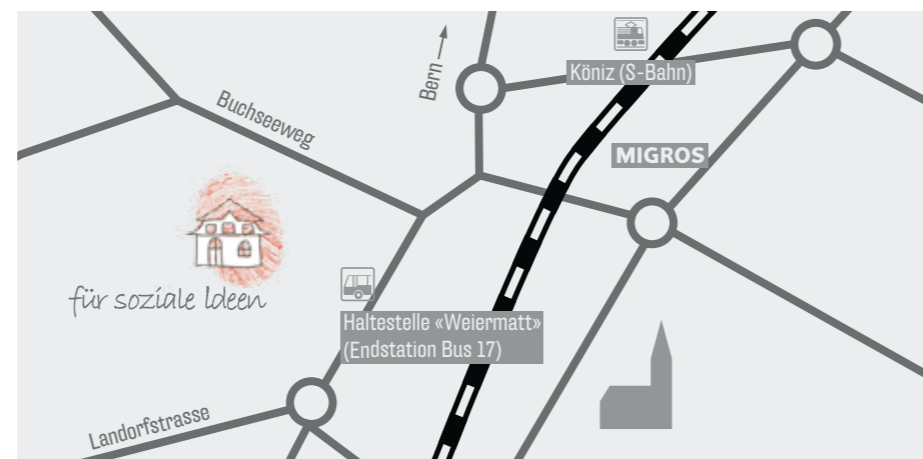 Bern
Köniz (S-Bahn)
Buchseeweg
MIGROS
für soziale Ideen
Haltestelle «Weiermatt»
(Endstation Bus 17)
Landorfstrasse